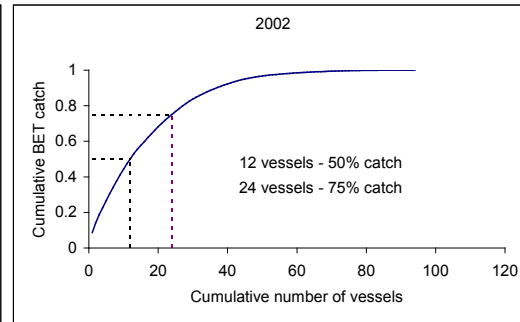 2002
Cumulative BET catch
1
0.8
0.6
0.4
0.2
0
12 vessels - 50% catch
24 vessels - 75% catch
0 20 40 60 80 100 120
Cumulative number of vessels